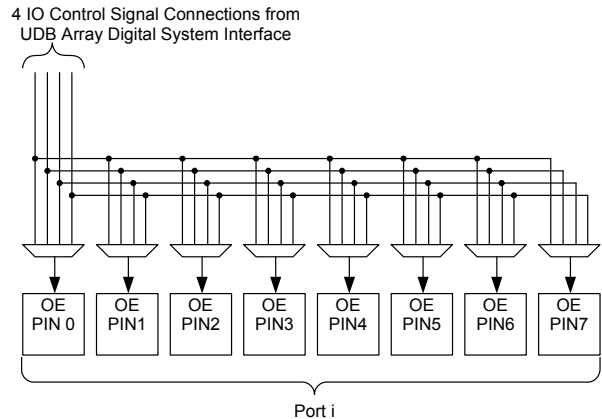 4 IO Control Signal Connections from
UDB Array Digital System Interface
OE
PIN 0
OE
PIN1
OE
PIN2
OE
PIN3
OE
PIN4
OE
PIN5
OE
PIN6
OE
PIN7
Port i